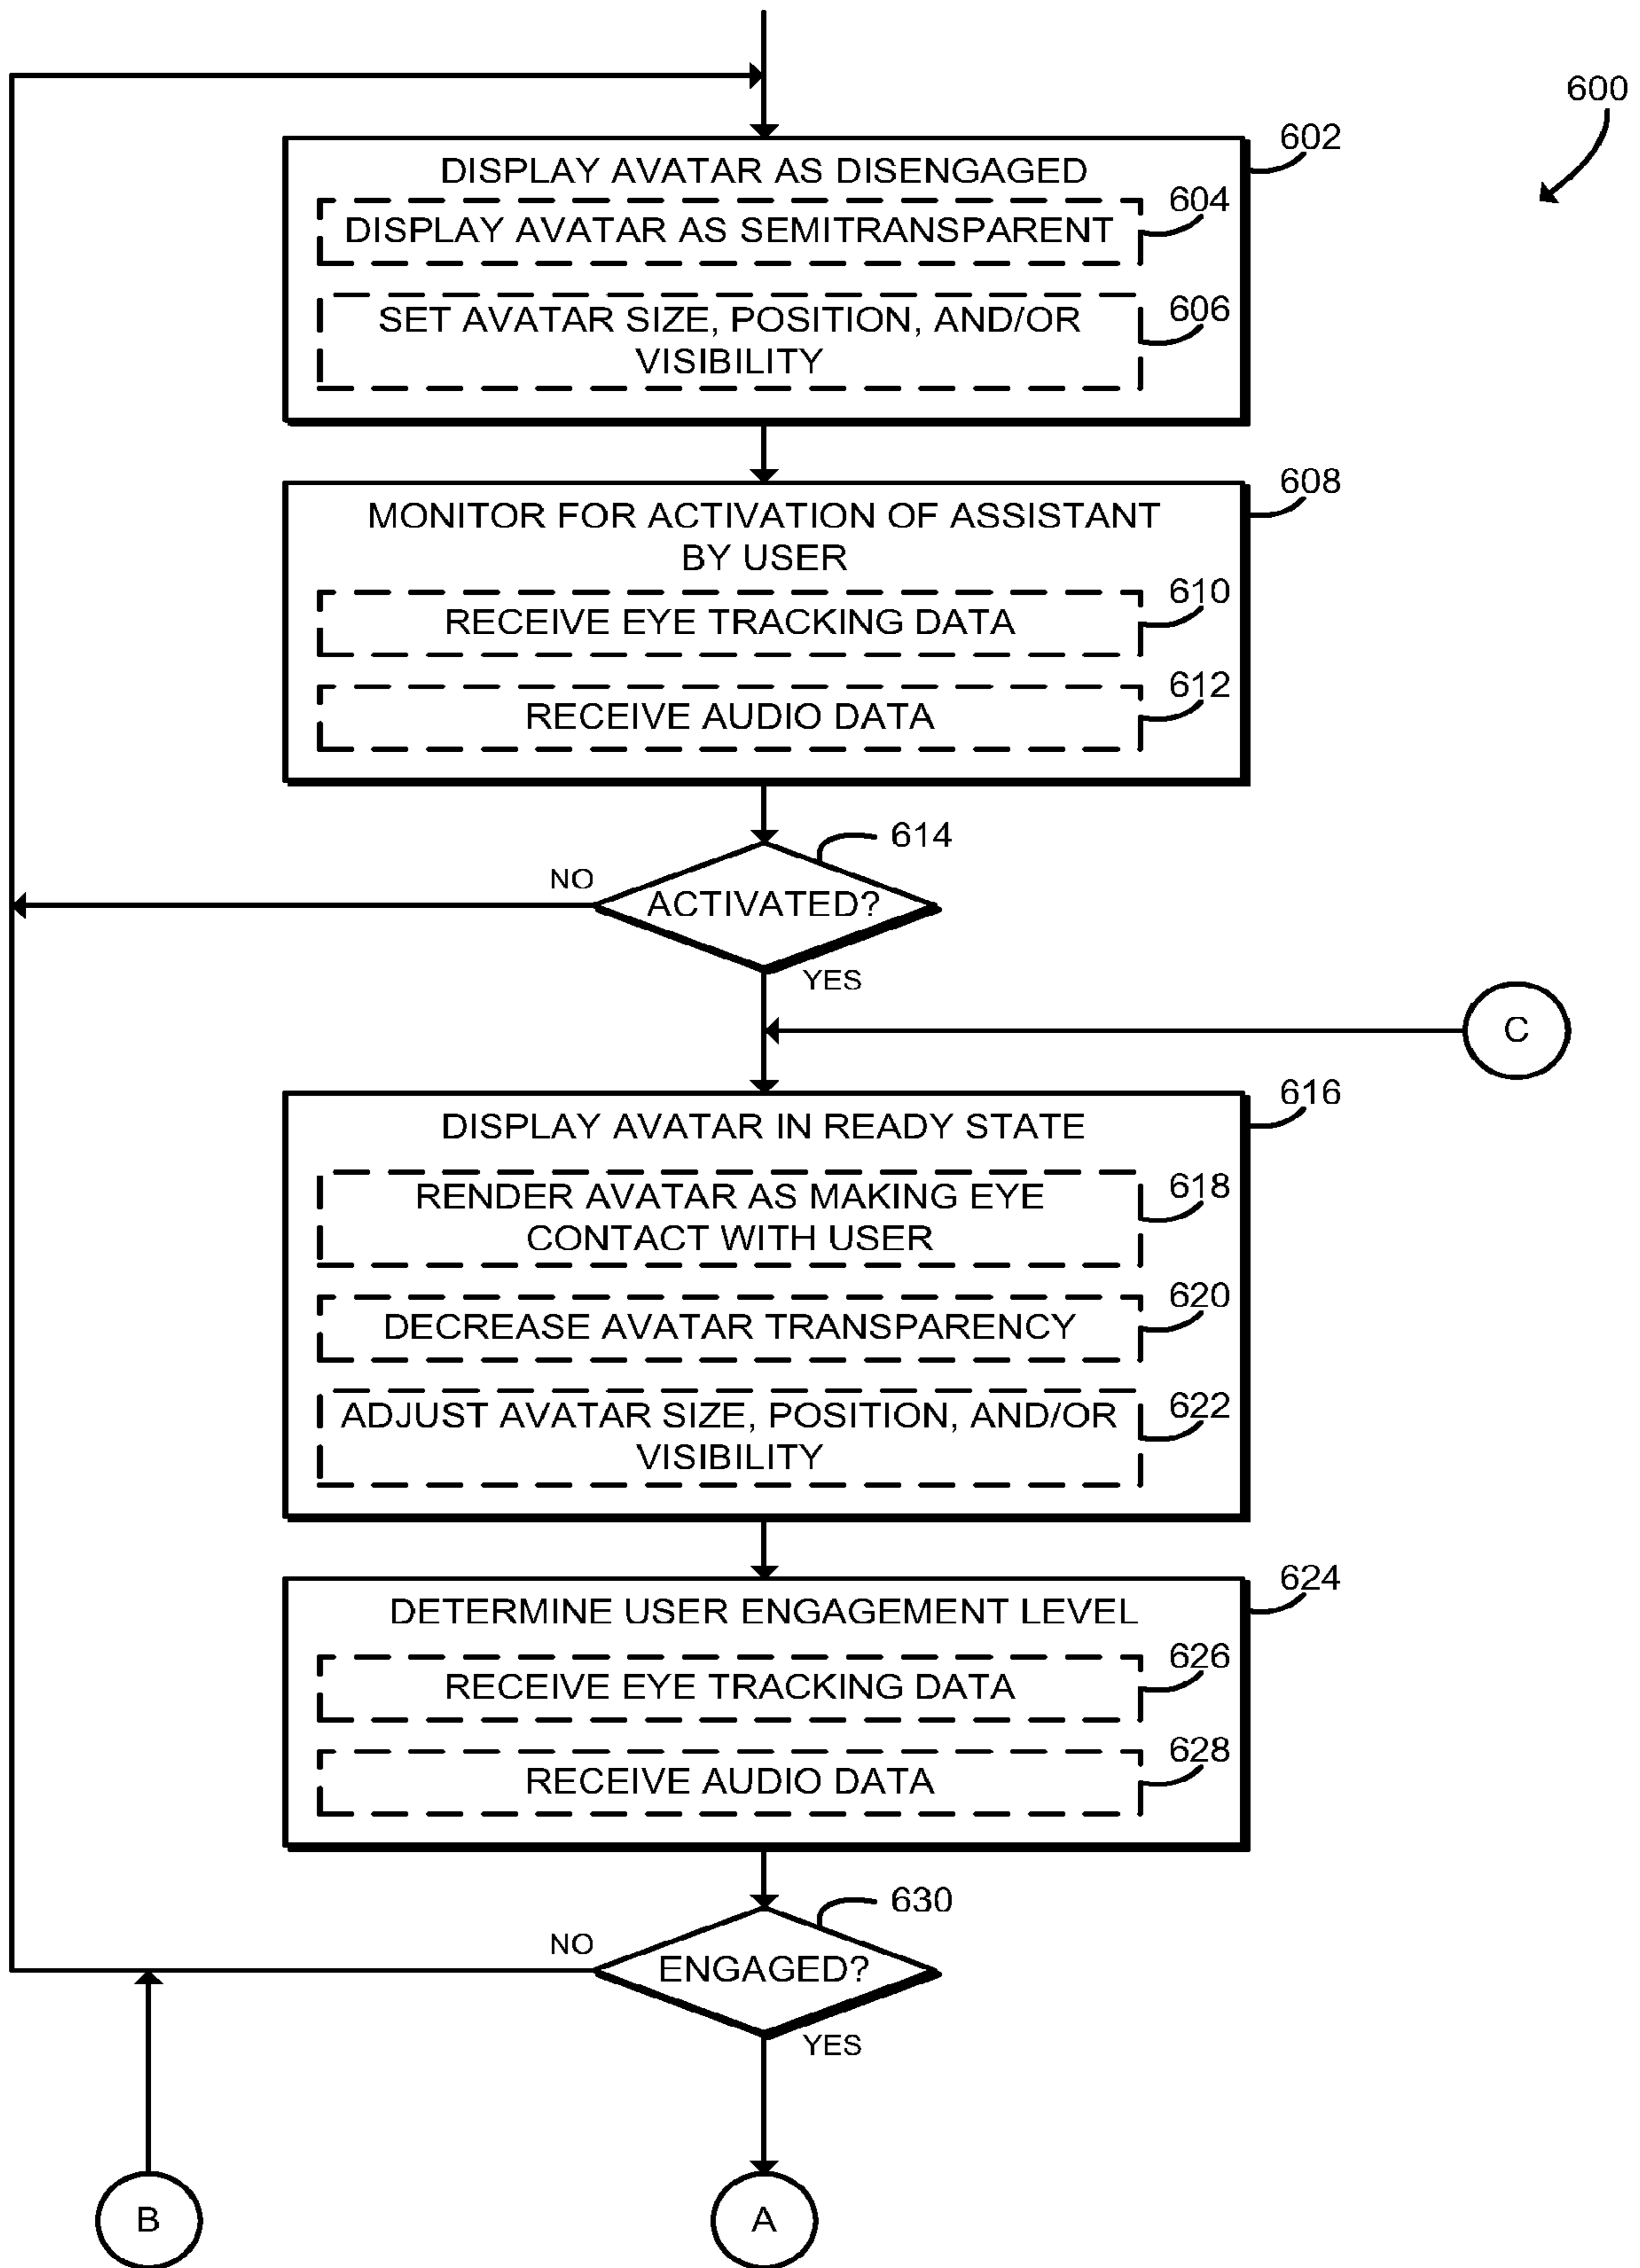 600
602
DISPLAY AVATAR AS DISENGAGED
604
DISPLAY AVATAR AS SEMITRANSPARENT
606
SET AVATAR SIZE, POSITION, AND/OR
VISIBILITY
608
MONITOR FOR ACTIVATION OF ASSISTANT
BY USER
610
RECEIVE EYE TRACKING DATA
612
RECEIVE AUDIO DATA
614
NO
ACTIVATED?
YES
C
616
DISPLAY AVATAR IN READY STATE
618
RENDER AVATAR AS MAKING EYE
CONTACT WITH USER
620
DECREASE AVATAR TRANSPARENCY
622
ADJUST AVATAR SIZE, POSITION, AND/OR
VISIBILITY
624
DETERMINE USER ENGAGEMENT LEVEL
626
RECEIVE EYE TRACKING DATA
628
RECEIVE AUDIO DATA
630
NO
ENGAGED?
YES
B
A